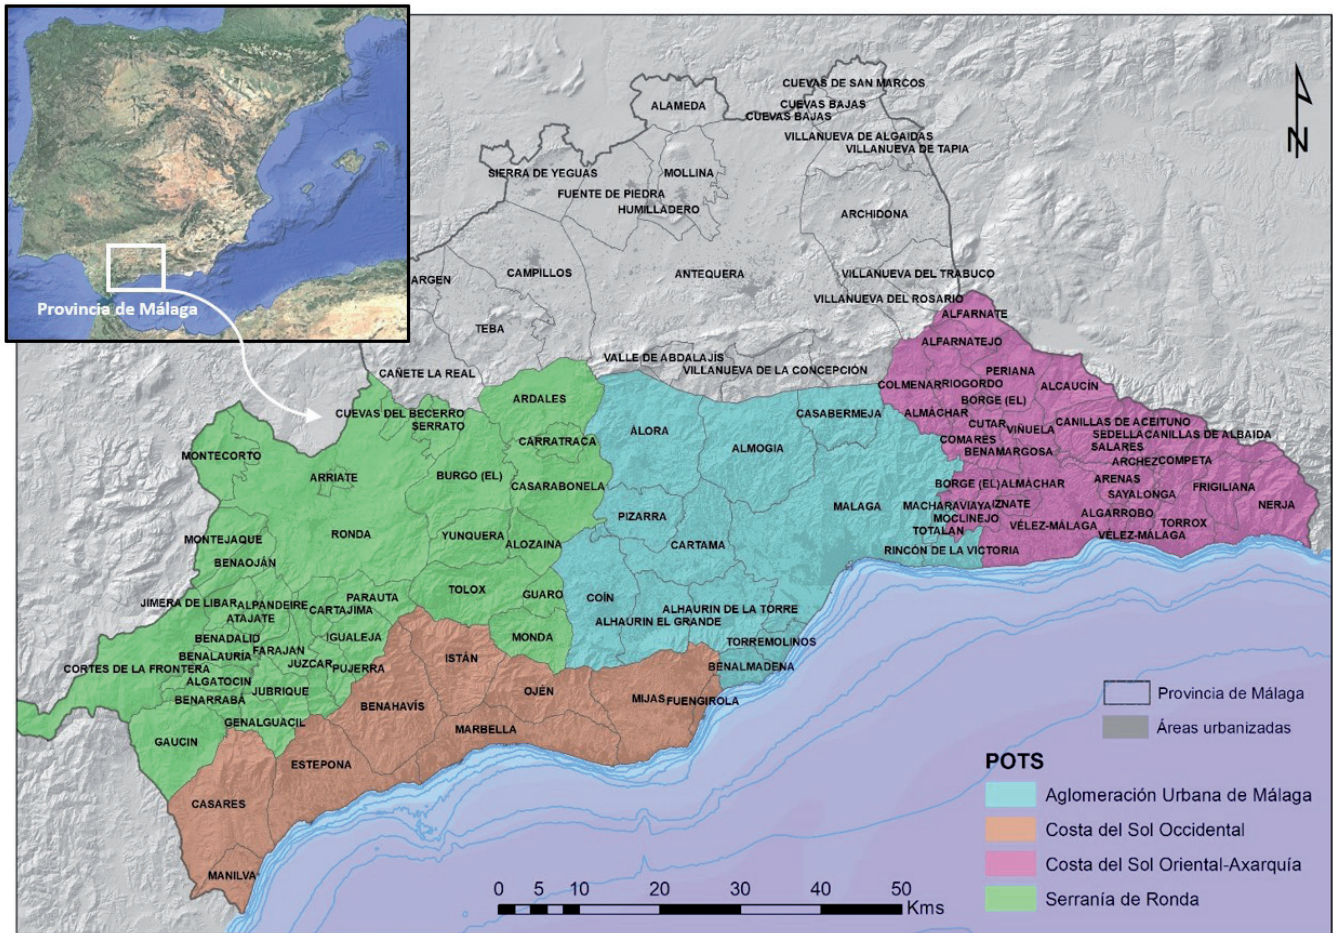 Provincia de Málaga
N
CUEVAS DE SAN MARCOS
ALAMEDA
CUEVAS BAJAS
CUEVAS BAJAS
VILLANUEVA DE ALGAIDAS
VILLANUEVA DE TAPIA
SIERRA DE YEGUAS
MOLLINA
FUENTE DE PIEDRA
HUMILLADERO
ARCHIDONA
ARGEN
CAMPILLOS
ANTEQUERA
VILLANUEVA DEL TRABUCO
VILLANUEVA DEL ROSARIO
ALFARNATE
TEBA
ALFARNATEJO
VALLE DE ABDALAJÍS
VILLANUEVA DE LA CONCEPCIÓN
CAÑETE LA REAL
PERIANA
COLMENAR
RIOGORDO
ALCAUCÍN
ARDALES
BORGE (EL)
CUEVAS DEL BECERRO
SERRATO
CASABERMEJA
ALMÁCHAR
CUTAR
VIÑUELA
CANILLAS DE ACEITUNO
ALORA
ALMOGIA
CARRATRACA
COMARES
BENAMARGOSA
SEDELLA
CANILLAS DE ALBAIDA
SALARES
MONTECORTO
ARRIATE
BURGO (EL)
CASARABONELA
ARCHEZ
COMPETA
BORGE (EL)
ALMÁCHAR
ARENAS
FRIGILIANA
SAYALONGA
NERJA
MALAGA
MACHARAVIAYA
IZNATE
PIZARRA
MOCLINEJO
ALGARROBO
TOTALAN
VÉLEZ-MÁLAGA
TORROX
VÉLEZ-MÁLAGA
RONDA
YUNQUERA
ALOZAINA
CARTAMA
RINCÓN DE LA VICTORIA
MONTEJAQUE
BENAOJÁN
TOLOX
GUARO
COÍN
JIMERA DE LIBAR
ALPANDEIRE
PARAUTA
CARTAJIMA
ATAJATE
ALHAURIN DE LA TORRE
ALHAURIN EL GRANDE
BENADALID
IGUALEJA
MONDA
TORREMOLINOS
BENALAURÍA
FARAJAN
JUZCAR
PUJERRA
ISTÁN
BENALMADENA
CORTES DE LA FRONTERA
ALGATOCIN
JUBRIQUE
OJÉN
BENARRABÁ
BENAHAVÍS
MIJAS
FUENGIROLA
GENALGUACIL
MARBELLA
GAUCIN
ESTEPONA
CASARES
MANILVA
Provincia de Málaga
Áreas urbanizadas
POTS
Aglomeración Urbana de Málaga
Costa del Sol Occidental
Costa del Sol Oriental-Axarquía
Serranía de Ronda
0 5 10 20 30 40 50
Kms